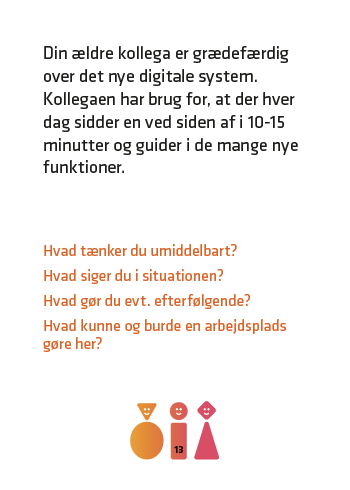 Din ældre kollega er grædefærdig
over det nye digitale system.
Kollegaen har brug for, at der hver
dag sidder en ved siden af i 10-15
minutter og guider i de mange nye
funktioner.
Hvad tænker du umiddelbart?
Hvad siger du i situationen?
Hvad gør du evt. efterfølgende?
Hvad kunne og burde en arbejdsplads
gøre her?
13